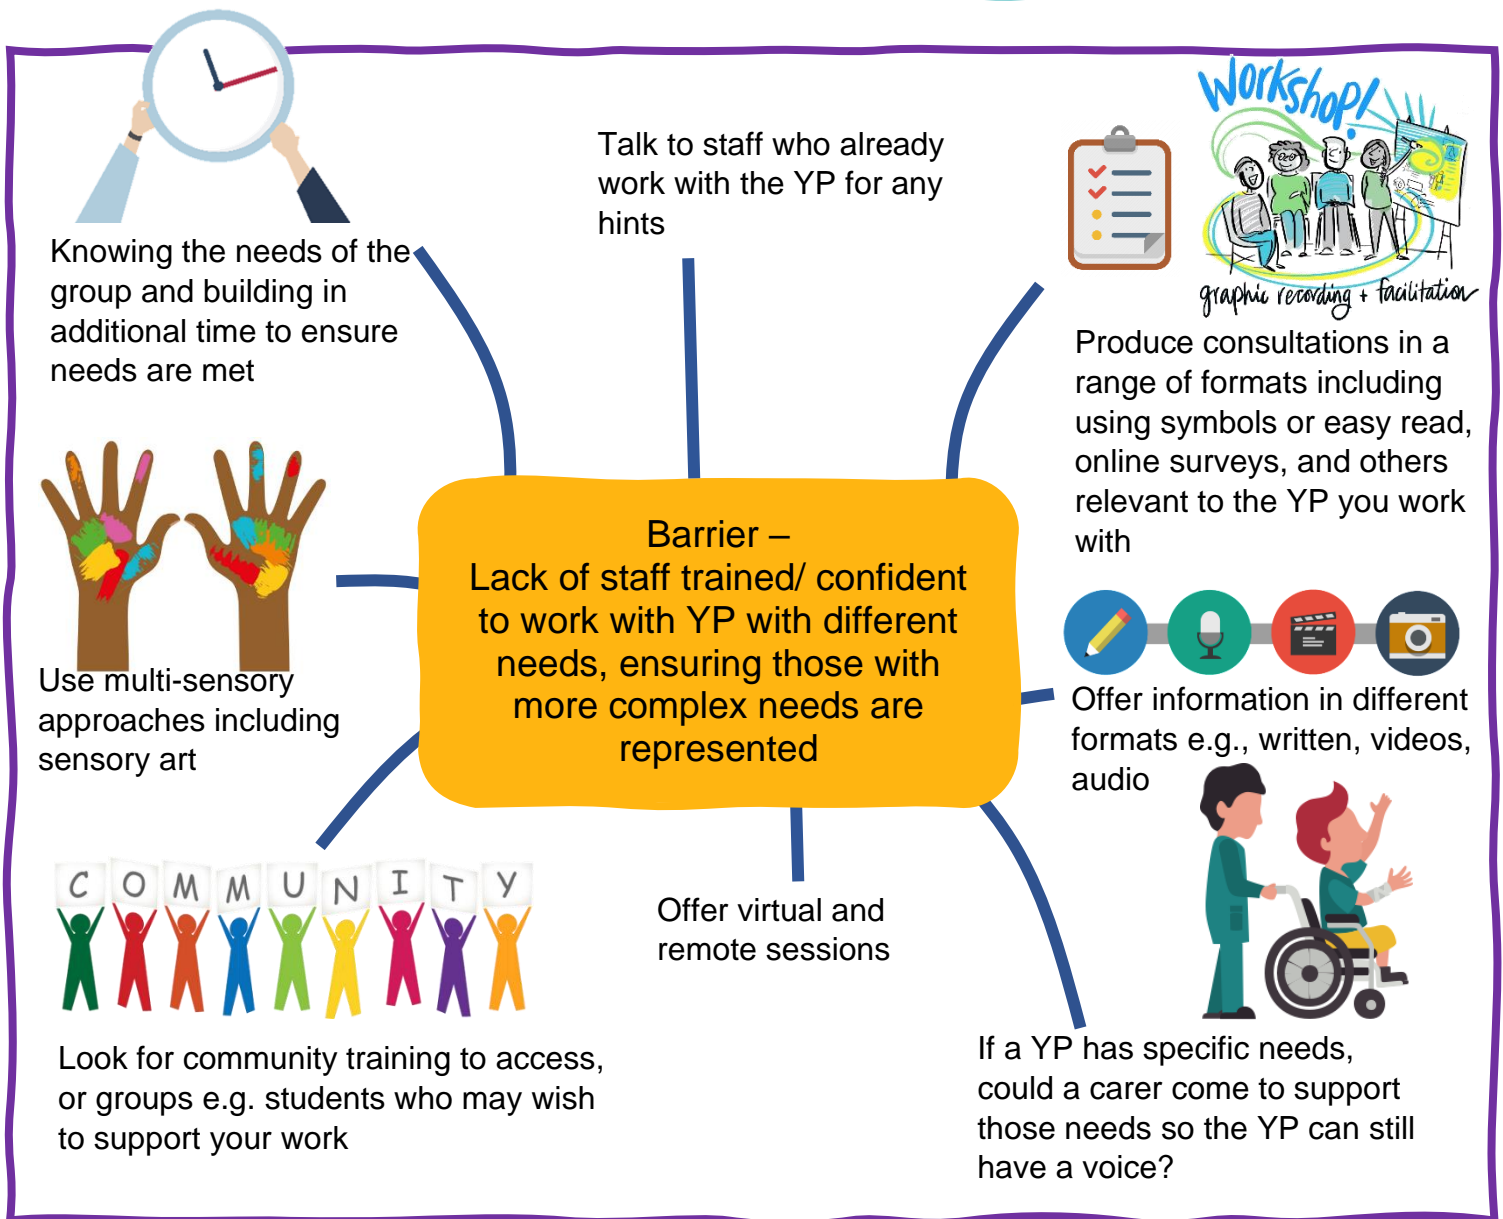 Knowing the needs of the
group and building in
additional time to ensure
needs are met
Talk to staff who already
work with the YP for any
hints
Workshop!
graphic recording + facilitation
Produce consultations in a
range of formats including
using symbols or easy read,
online surveys, and others
relevant to the YP you work
with
Barrier –
Lack of staff trained/ confident
to work with YP with different
needs, ensuring those with
more complex needs are
represented
Use multi-sensory
approaches including
sensory art
Offer information in different
formats e.g., written, videos,
audio
COMMUNITY
Look for community training to access,
or groups e.g. students who may wish
to support your work
Offer virtual and
remote sessions
If a YP has specific needs,
could a carer come to support
those needs so the YP can still
have a voice?